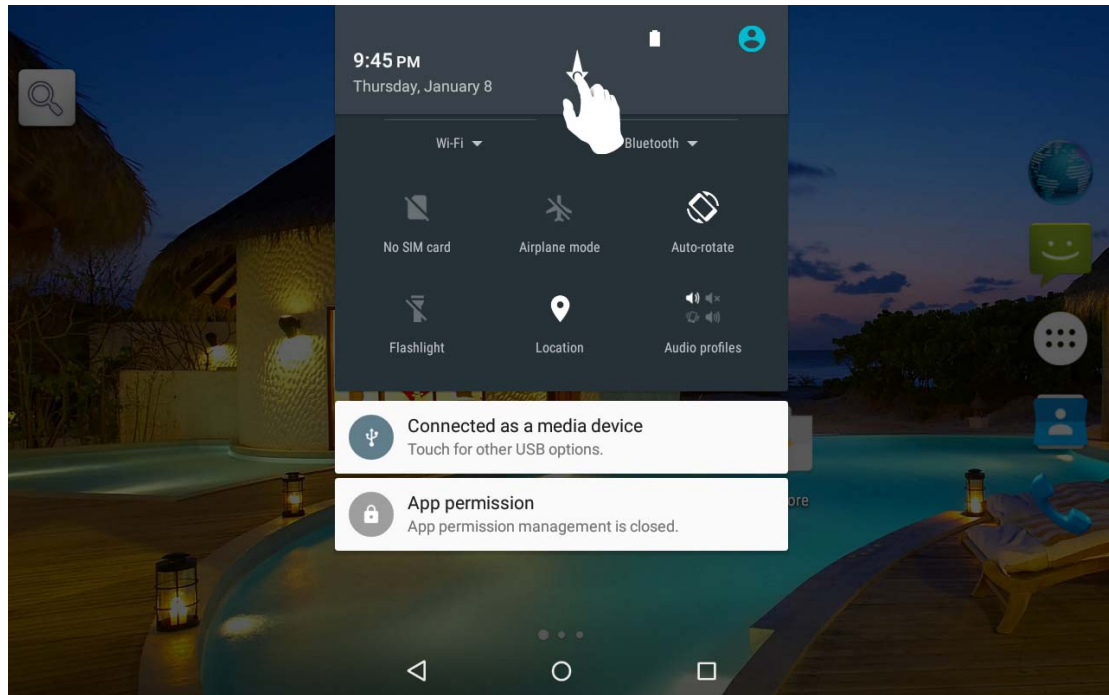 9:45 PM
Thursday, January 8
Wi-Fi
Bluetooth
No SIM card
Airplane mode
Auto-rotate
Flashlight
Location
Audio profiles
Connected as a media device
Touch for other USB options.
App permission
App permission management is closed.
ore